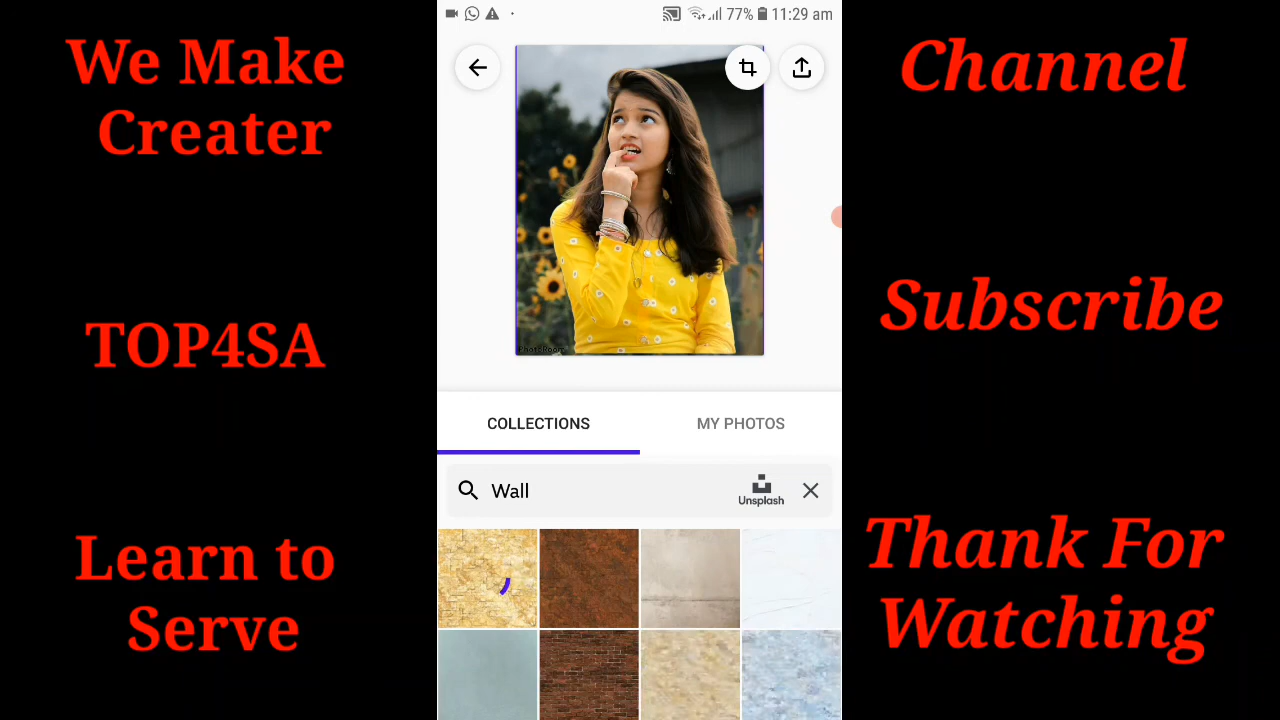 We Make
Creater
TOP4SA
Learn to
Serve
77% 11:29 am
PhotoRoom
COLLECTIONS
MY PHOTOS
Wall
Unsplash
Channel
Subscribe
Thank For
Watching